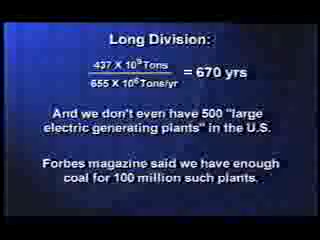 Long Division:
437 X 10⁹ Tons
655 X 10⁶ Tons/yr
= 670 yrs
And we don't even have 500 "large
electric generating plants" in the U.S.
Forbes magazine said we have enough
coal for 100 million such plants.